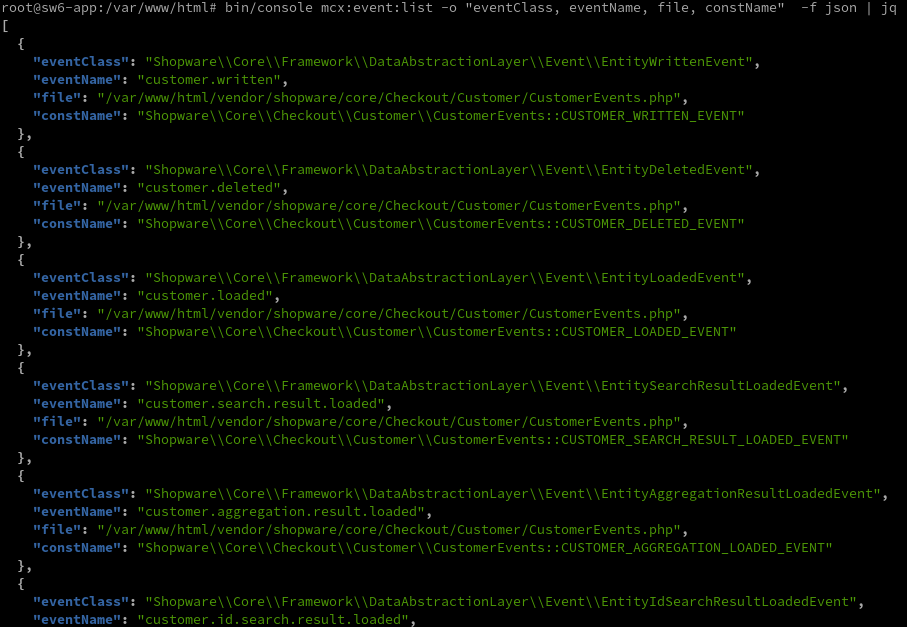 root@sw6-app:/var/www/html# bin/console mcx:event:list -o "eventClass, eventName, file, constName"  -f json | jq
[
  {
    "eventClass": "Shopware\\Core\\Framework\\DataAbstractionLayer\\Event\\EntityWrittenEvent",
    "eventName": "customer.written",
    "file": "/var/www/html/vendor/shopware/core/Checkout/Customer/CustomerEvents.php",
    "constName": "Shopware\\Core\\Checkout\\Customer\\CustomerEvents::CUSTOMER_WRITTEN_EVENT"
  },
  {
    "eventClass": "Shopware\\Core\\Framework\\DataAbstractionLayer\\Event\\EntityDeletedEvent",
    "eventName": "customer.deleted",
    "file": "/var/www/html/vendor/shopware/core/Checkout/Customer/CustomerEvents.php",
    "constName": "Shopware\\Core\\Checkout\\Customer\\CustomerEvents::CUSTOMER_DELETED_EVENT"
  },
  {
    "eventClass": "Shopware\\Core\\Framework\\DataAbstractionLayer\\Event\\EntityLoadedEvent",
    "eventName": "customer.loaded",
    "file": "/var/www/html/vendor/shopware/core/Checkout/Customer/CustomerEvents.php",
    "constName": "Shopware\\Core\\Checkout\\Customer\\CustomerEvents::CUSTOMER_LOADED_EVENT"
  },
  {
    "eventClass": "Shopware\\Core\\Framework\\DataAbstractionLayer\\Event\\EntitySearchResultLoadedEvent",
    "eventName": "customer.search.result.loaded",
    "file": "/var/www/html/vendor/shopware/core/Checkout/Customer/CustomerEvents.php",
    "constName": "Shopware\\Core\\Checkout\\Customer\\CustomerEvents::CUSTOMER_SEARCH_RESULT_LOADED_EVENT"
  },
  {
    "eventClass": "Shopware\\Core\\Framework\\DataAbstractionLayer\\Event\\EntityAggregationResultLoadedEvent",
    "eventName": "customer.aggregation.result.loaded",
    "file": "/var/www/html/vendor/shopware/core/Checkout/Customer/CustomerEvents.php",
    "constName": "Shopware\\Core\\Checkout\\Customer\\CustomerEvents::CUSTOMER_AGGREGATION_LOADED_EVENT"
  },
  {
    "eventClass": "Shopware\\Core\\Framework\\DataAbstractionLayer\\Event\\EntityIdSearchResultLoadedEvent",
    "eventName": "customer.id.search.result.loaded",